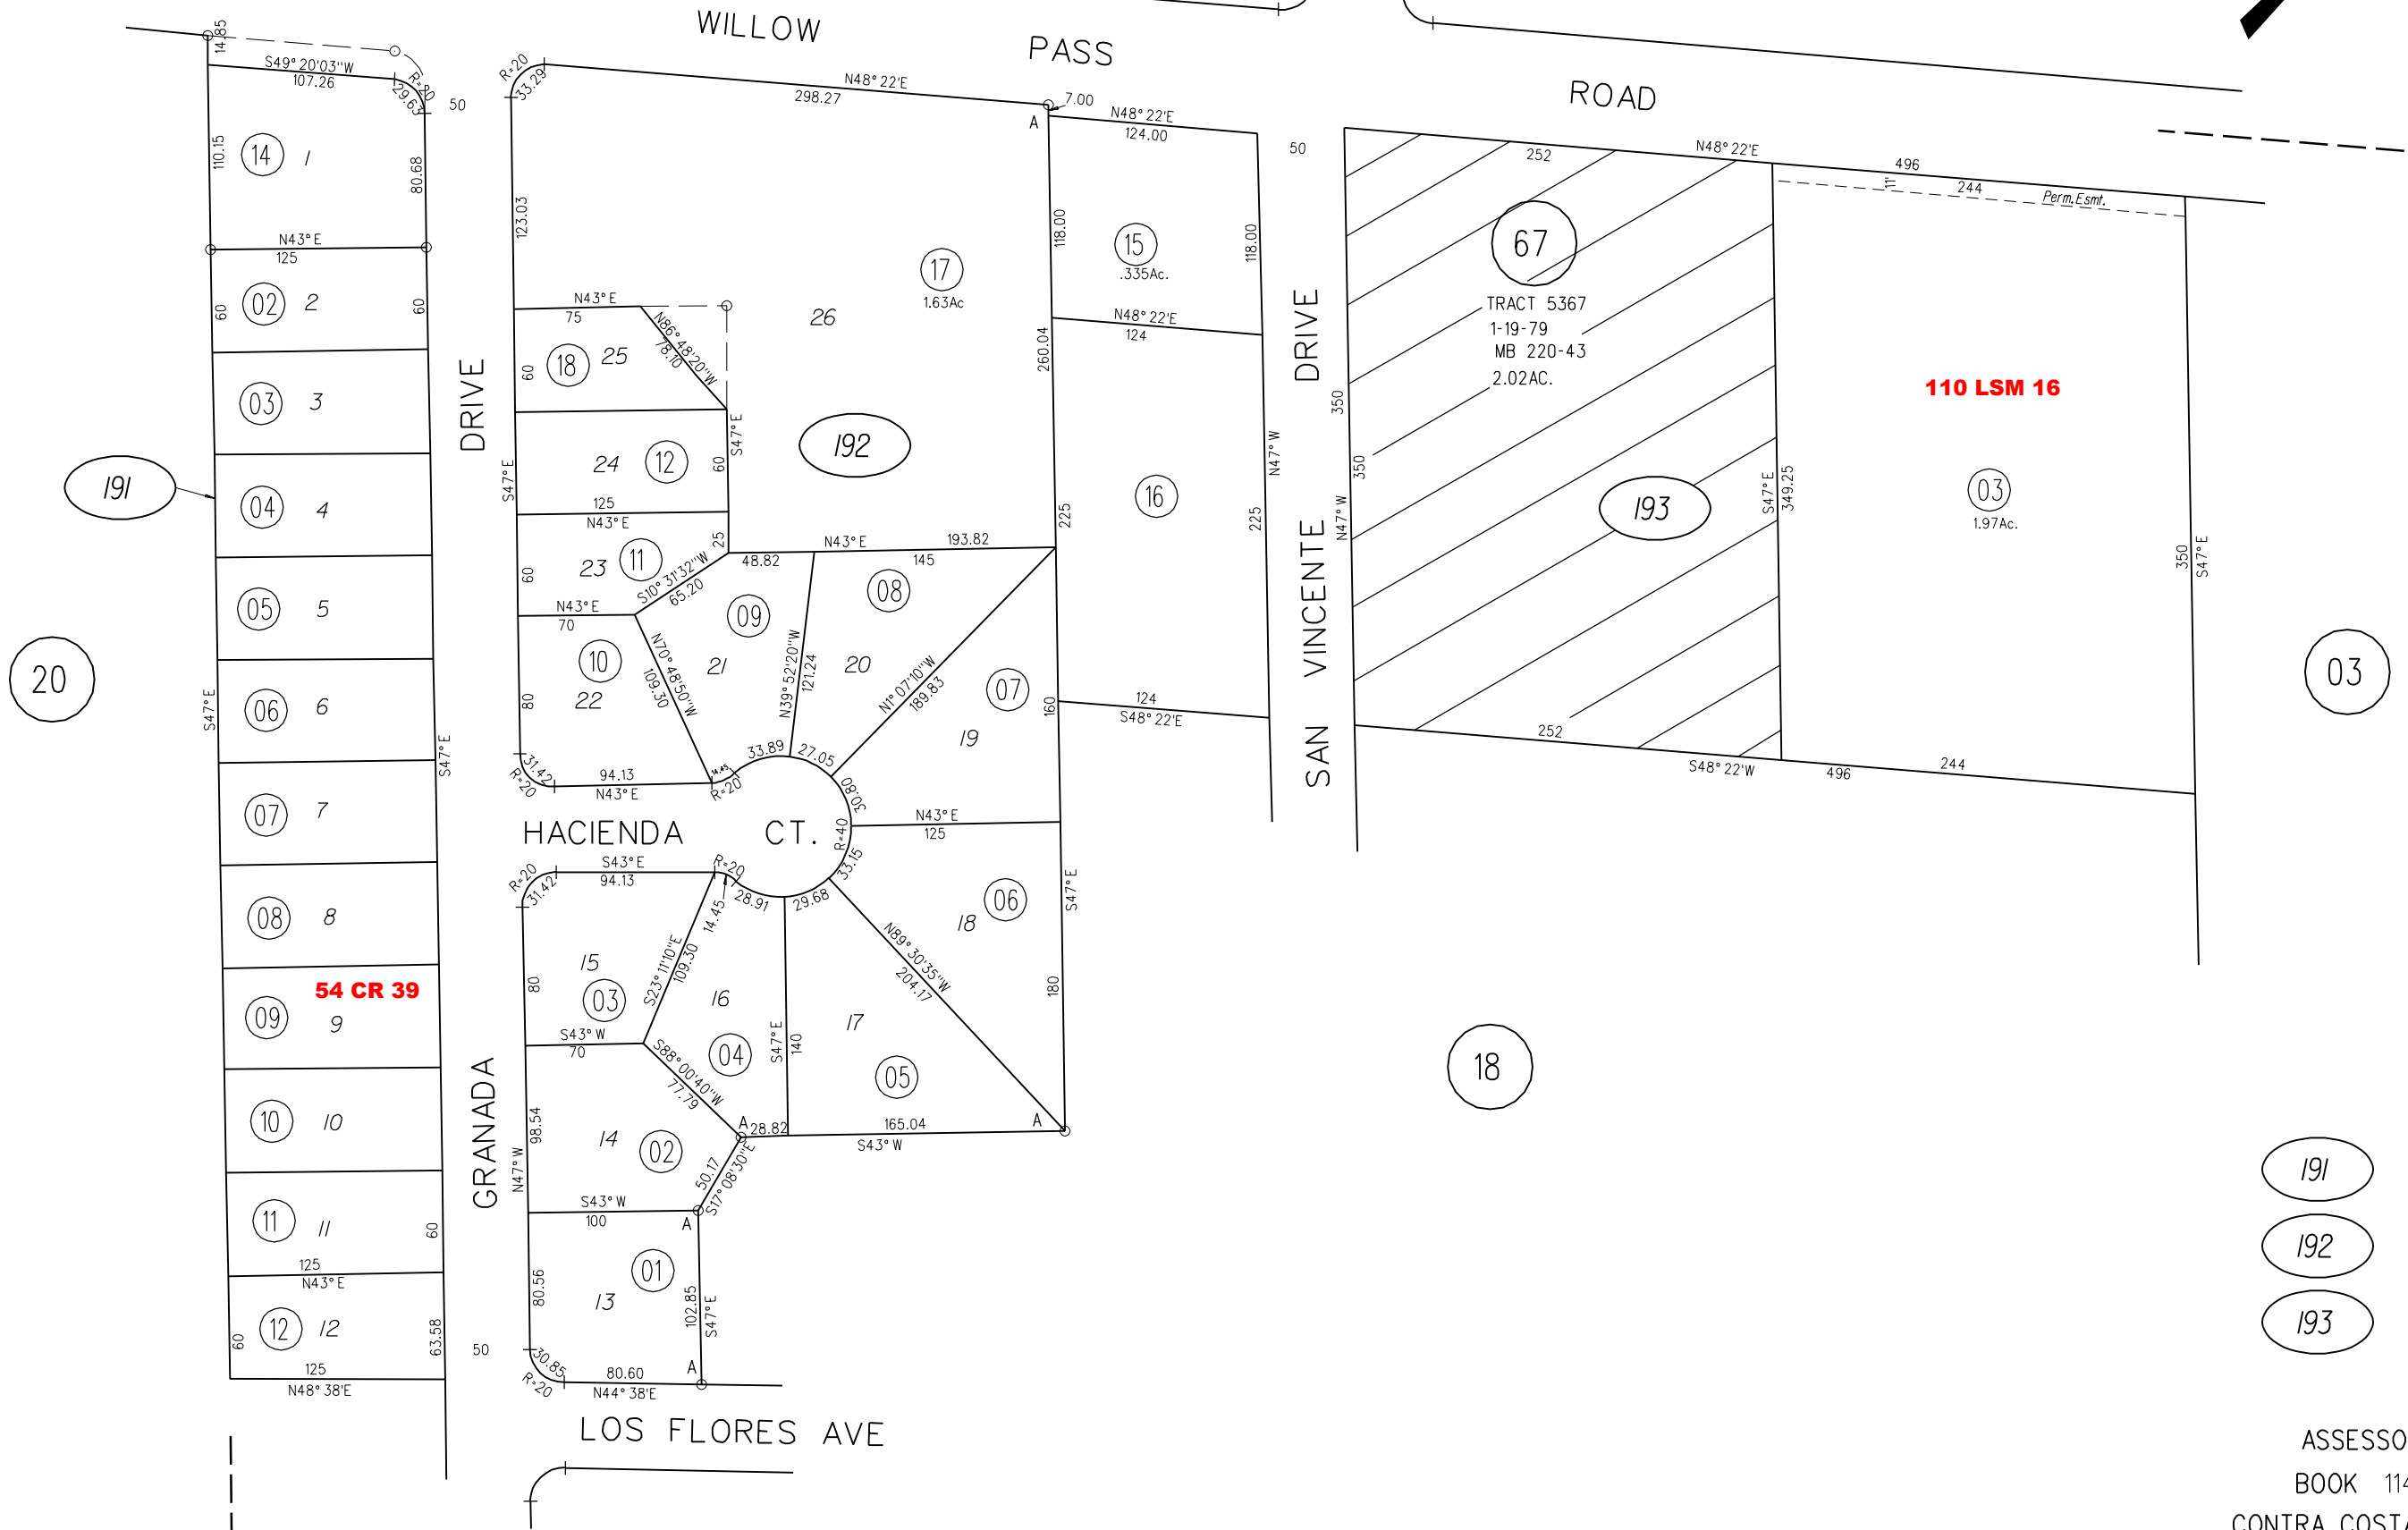 WILLOW PASS ROAD
14.85
S49°20'03"W
107.26
R=20
29.63
50
110.15
14
1
80.68
N43°E
125
60
02
2
60
03
3
191
04
4
05
5
20
06
6
S47°E
S47°E
07
7
08
8
54 CR 39
09
9
10
10
11
11
60
125
N43°E
60
12
12
63.58
125
N48°38'E
50
GRANADA DRIVE
R=20
33.29
N48°22'E
298.27
7.00
A
123.03
17
1.63Ac
26
N43°E
75
N86°48'20"W
78.10
60
18
25
192
S47°E
24
12
60
S47°E
125
N43°E
23
11
25
60
S10°31'32"W
65.20
N43°E
70
10
22
80
N70°48'50"W
109.30
31.42
R=20
94.13
N43°E
14.45
R=20
48.82
N43°E
193.82
145
09
21
N39°52'20"W
121.24
08
20
N1°07'10"W
189.83
07
19
160
33.89
27.05
30.80
R=40
33.15
29.68
28.91
N43°E
125
HACIENDA CT.
R=20
31.42
S43°E
94.13
R=20
14.45
15
03
80
S23°11'10"E
109.30
S43°W
70
16
04
S88°00'40"W
77.79
S47°E
140
17
05
N89°30'35"W
204.17
18
06
S47°E
180
A
28.82
165.04
S43°W
A
14
02
98.54
N47°W
50.17
S17°08'30"E
S43°W
100
A
13
01
80.56
102.85
S47°E
30.85
R=20
80.60
N44°38'E
A
LOS FLORES AVE
N48°22'E
124.00
118.00
15
.335Ac.
118.00
N48°22'E
124
260.04
16
225
225
N47°W
124
S48°22'E
50
SAN VINCENTE DRIVE
252
N48°22'E
496
244
11'
Perm.Esmt.
67
TRACT 5367
1-19-79
MB 220-43
2.02AC.
350
350
N47°W
193
S47°E
349.25
110 LSM 16
03
1.97Ac.
350
S47°E
252
S48°22'W
496
244
03
18
191
192
193
ASSESSO
BOOK 114
CONTRA COSTA